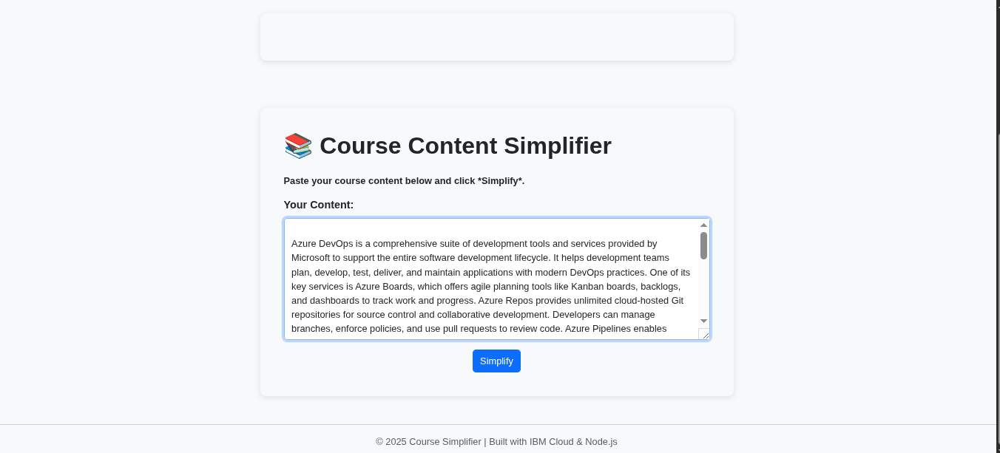 📚 Course Content Simplifier
Paste your course content below and click *Simplify*.
Your Content:
Azure DevOps is a comprehensive suite of development tools and services provided by
Microsoft to support the entire software development lifecycle. It helps development teams
plan, develop, test, deliver, and maintain applications with modern DevOps practices. One of its
key services is Azure Boards, which offers agile planning tools like Kanban boards, backlogs,
and dashboards to track work and progress. Azure Repos provides unlimited cloud-hosted Git
repositories for source control and collaborative development. Developers can manage
branches, enforce policies, and use pull requests to review code. Azure Pipelines enables
Simplify
© 2025 Course Simplifier | Built with IBM Cloud & Node.js